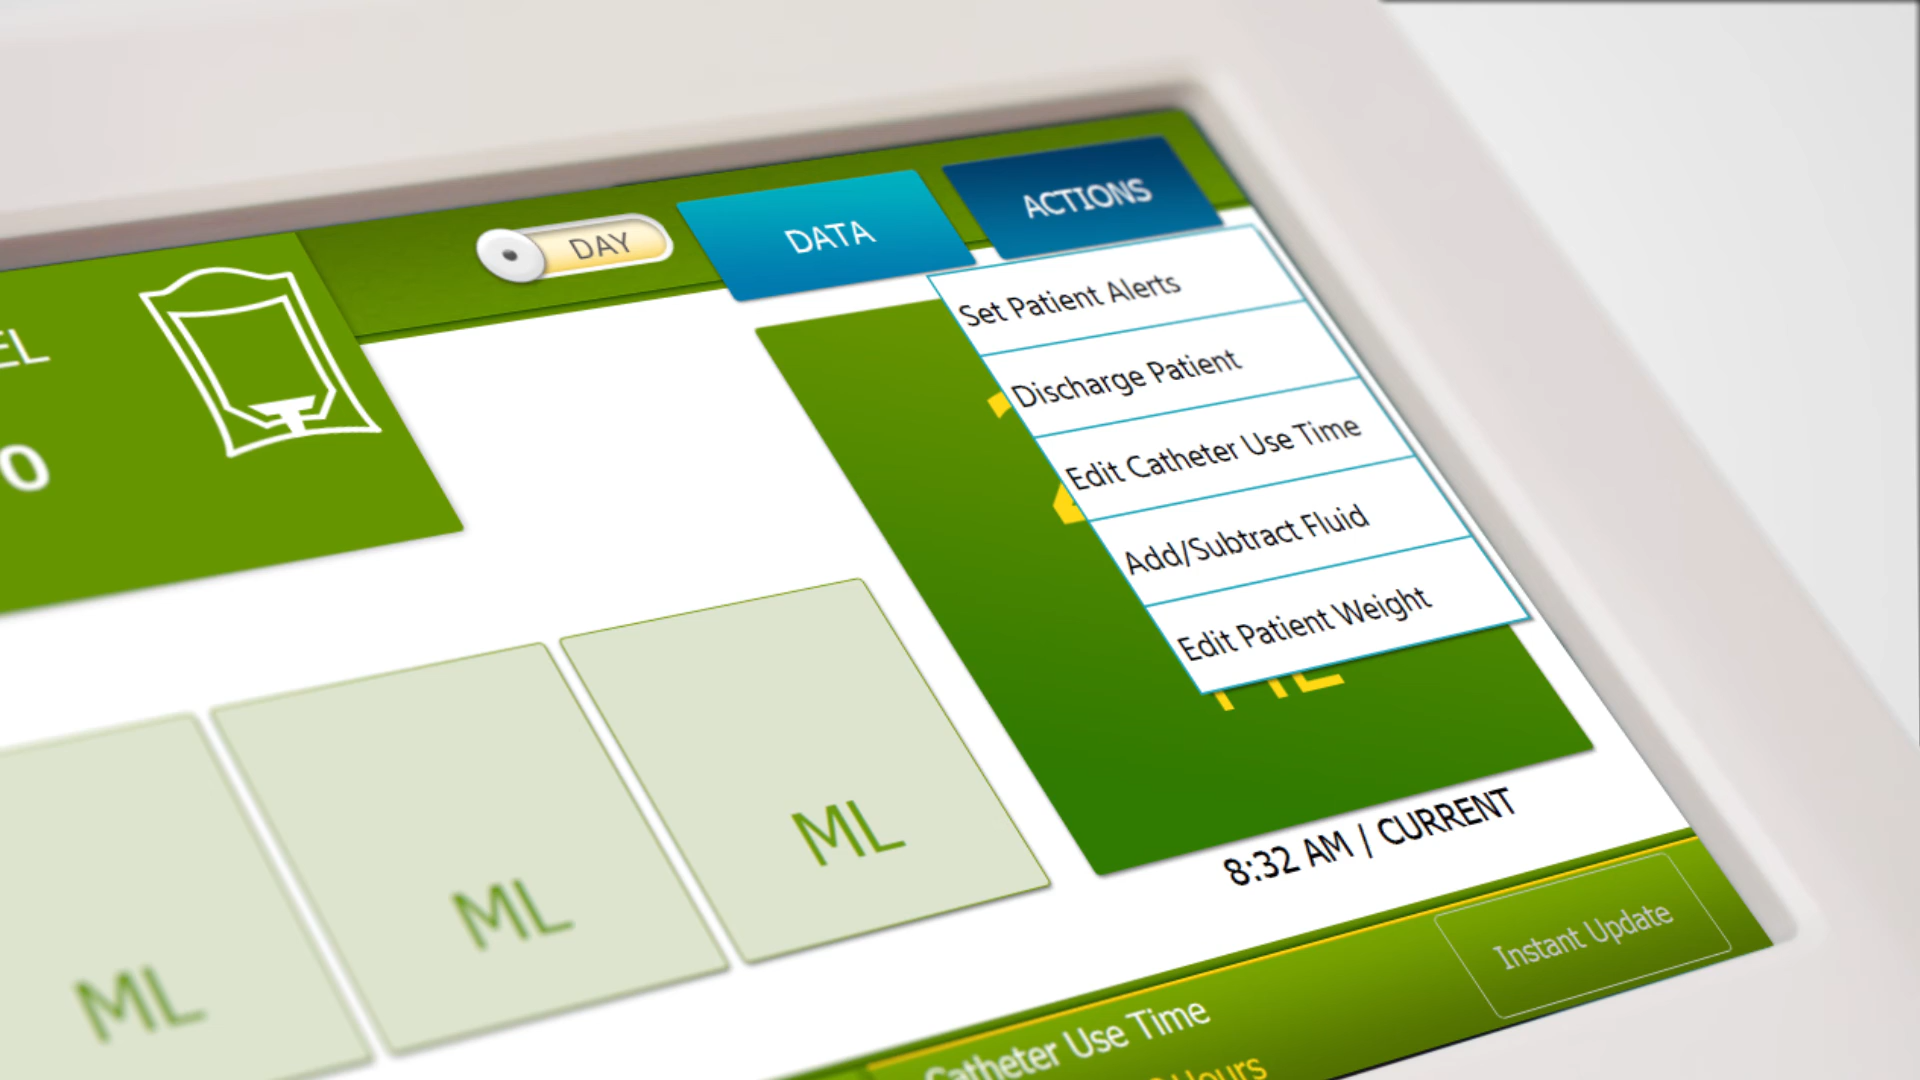 DAY
DATA
ACTIONS
Set Patient Alerts
Discharge Patient
Edit Catheter Use Time
Add/Subtract Fluid
Edit Patient Weight
ML
ML
ML
8:32 AM / CURRENT
Instant Update
Catheter Use Time
Hours